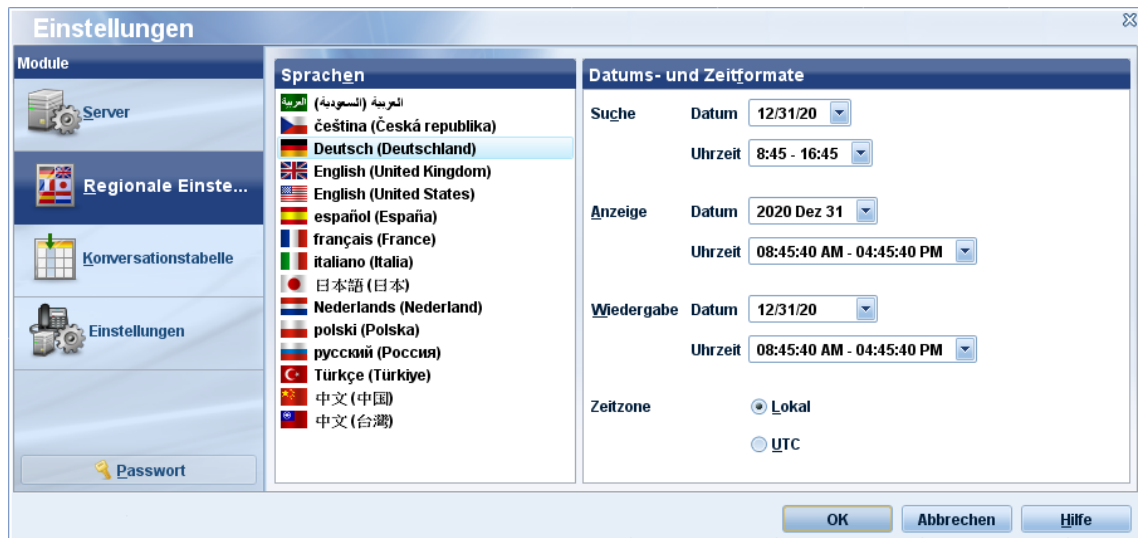 Einstellungen
Module
Server
Regionale Einste...
Konversationstabelle
Einstellungen
Passwort
Sprachen
العربية (السعودية) العربية
čeština (Česká republika)
Deutsch (Deutschland)
English (United Kingdom)
English (United States)
español (España)
français (France)
italiano (Italia)
日本語 (日本)
Nederlands (Nederland)
polski (Polska)
русский (Россия)
Türkçe (Türkiye)
中文 (中国)
中文 (台灣)
Datums- und Zeitformate
Suche Datum 12/31/20
Uhrzeit 8:45 - 16:45
Anzeige Datum 2020 Dez 31
Uhrzeit 08:45:40 AM - 04:45:40 PM
Wiedergabe Datum 12/31/20
Uhrzeit 08:45:40 AM - 04:45:40 PM
Zeitzone Lokal
UTC
OK Abbrechen Hilfe